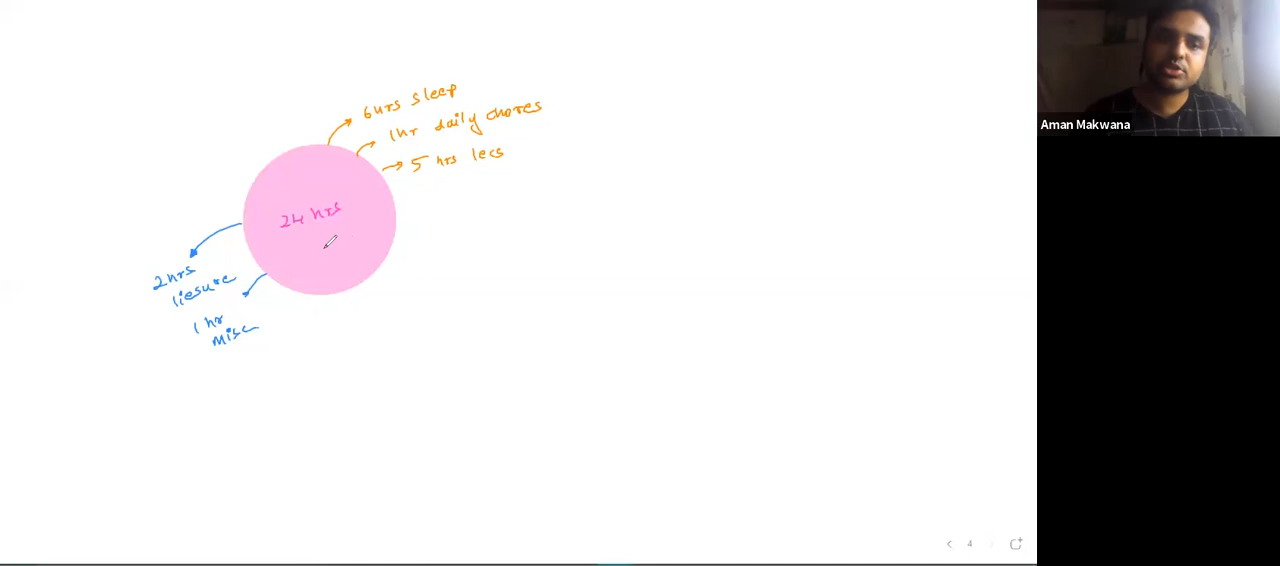 6hrs sleep
1hr daily chores
5 hrs lecs
24 hrs
2hrs
liesure
1 hr
misc
Aman Makwana
4